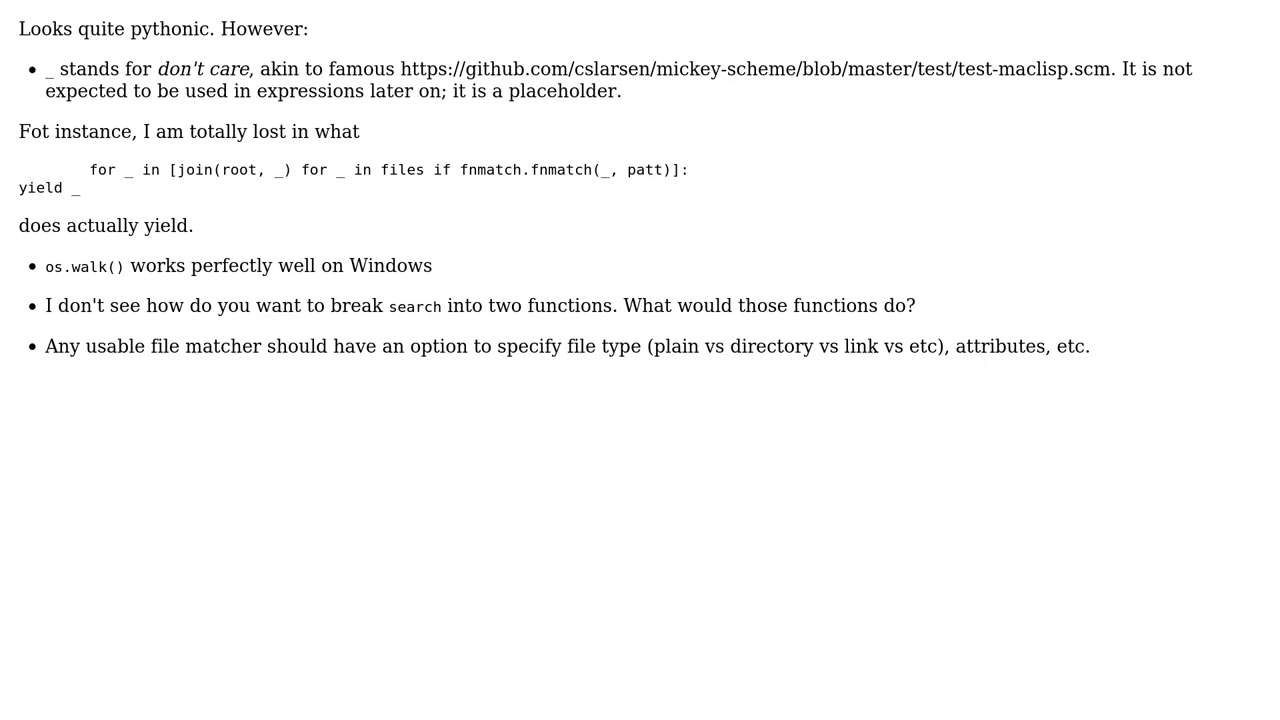 Looks quite pythonic. However:
• _ stands for don't care, akin to famous https://github.com/cslarsen/mickey-scheme/blob/master/test/test-maclisp.scm. It is not
expected to be used in expressions later on; it is a placeholder.
Fot instance, I am totally lost in what
for _ in [join(root, _) for _ in files if fnmatch.fnmatch(_, patt)]:
yield _
does actually yield.
• os.walk() works perfectly well on Windows
• I don't see how do you want to break search into two functions. What would those functions do?
• Any usable file matcher should have an option to specify file type (plain vs directory vs link vs etc), attributes, etc.